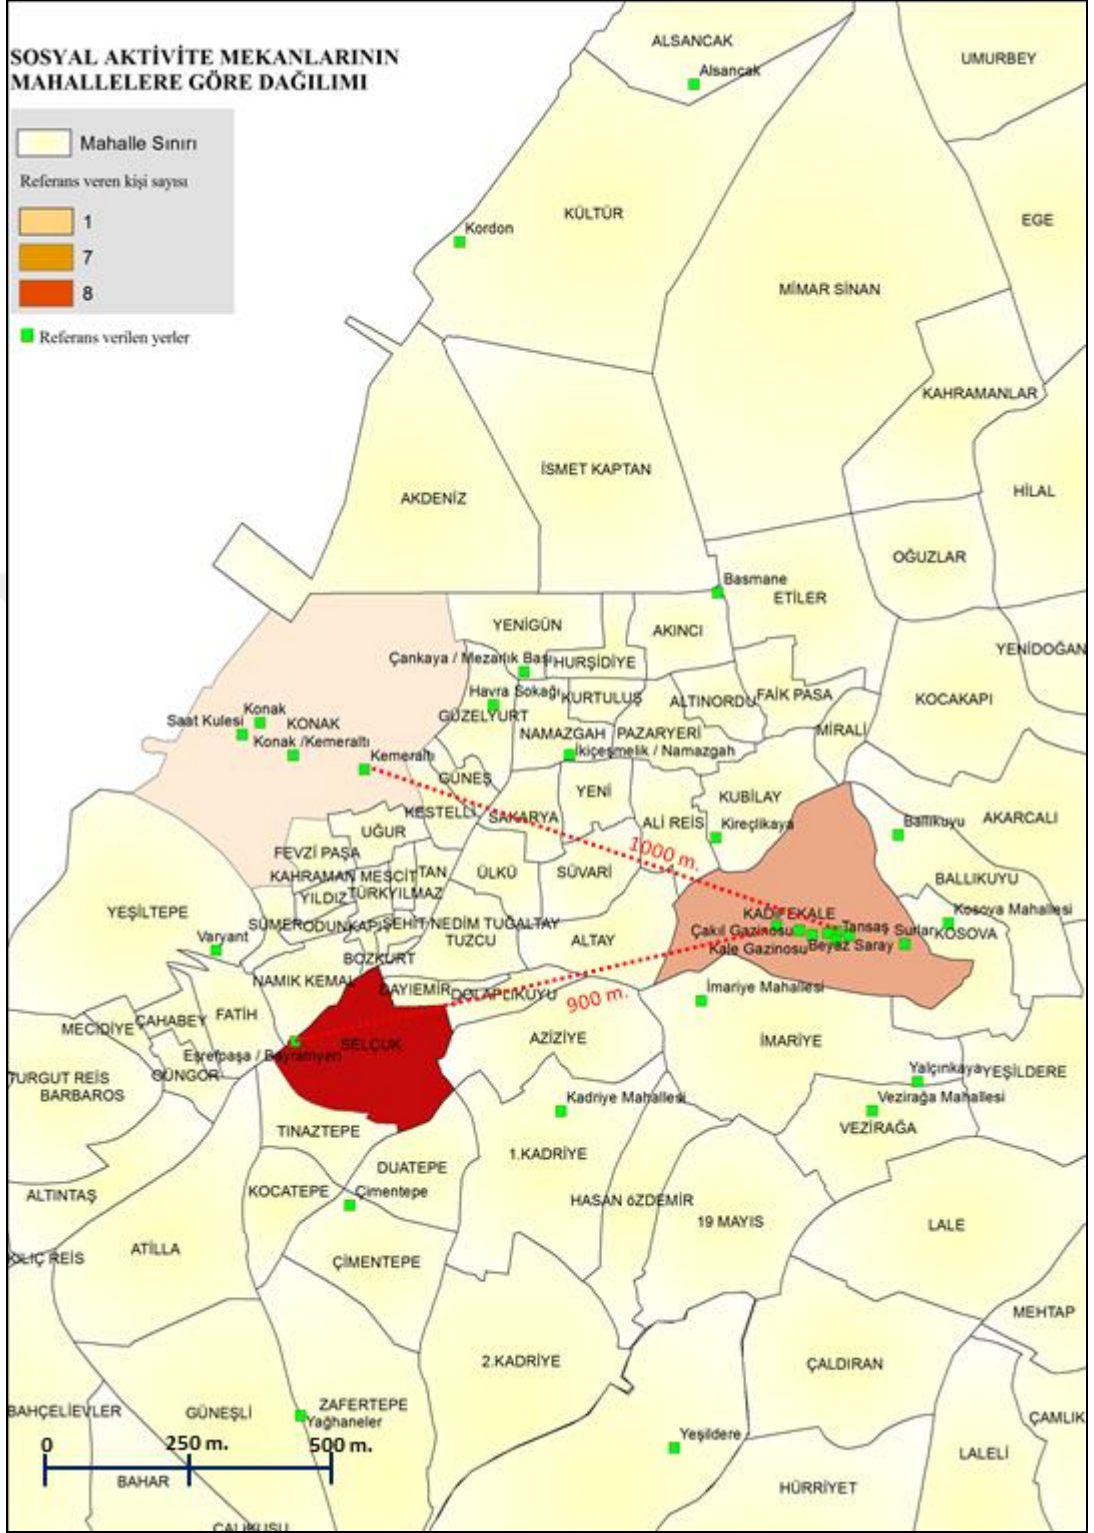 SOSYAL AKTİVİTE MEKANLARININ
MAHALLELERE GÖRE DAĞILIMI
Mahalle Sınırı
Referans veren kişi sayısı
1
7
8
Referans verilen yerler
ALSANCAK
Alsancak
UMURBEY
KÜLTÜR
EGE
Kordon
MİMAR SİNAN
KAHRAMANLAR
İSMET KAPTAN
HİLAL
AKDENİZ
OĞUZLAR
Basmane
ETİLER
YENİGÜN
AKINCI
YENİDOĞAN
Çankaya / Mezarlık Başı
HURŞİDİYE
Havra Sokağı
KURTULUŞ
ALTINORDU
FAİK PASA
KOCAKAPI
Konak
GÜZELYURT
Saat Kulesi
KONAK
NAMAZGAH
PAZARYERİ
MİRALİ
Konak /Kemeraltı
İkiçeşmelik / Namazgah
Kemeraltı
GÜNEŞ
YENİ
KUBİLAY
KESTELLİ
SAKARYA
ALİ REİS
Kireçlikaya
Ballıkuyu
AKARCALI
UĞUR
1000 m.
FEVZİ PAŞA
KAHRAMAN MESCİT
TAN
ÜLKÜ
SÜVARİ
BALLIKUYU
YILDIZ
TÜRKYILMAZ
YEŞİLTEPE
KADİFEKALE
Kosova Mahallesi
SÜMER
ODUNKAPI
ŞEHİT NEDİM TUĞALTAY
Çakıl Gazinosu
Tansaş
Surlar
KOSOVA
Varyant
TUZCU
ALTAY
Kale Gazinosu
Beyaz Saray
BOZKURT
NAMIK KEMAL
DAYIEMİR
DOLAPLIKUYU
900 m.
İmariye Mahallesi
MECİDİYE
ÇAHABEY
FATİH
AZİZİYE
İMARİYE
Eşrefpaşa / Bayramyeri
SELÇUK
TURGUT REİS
GÜNGÖR
Yalçınkaya
YEŞİLDERE
BARBAROS
Kadriye Mahallesi
Vezirağa Mahallesi
TINAZTEPE
VEZİRAĞA
1.KADRİYE
DUATEPE
ALTINTAŞ
KOCATEPE
Çimentepe
HASAN öZDEMİR
19 MAYIS
LALE
KILIÇ REİS
ATİLLA
ÇİMENTEPE
MEHTAP
2.KADRİYE
ÇALDIRAN
BAHÇELİEVLER
GÜNEŞLİ
ZAFERTEPE
Yağhaneler
ÇAMLIK
Yeşildere
0
250 m.
500 m.
LALELİ
BAHAR
HÜRRİYET
ÇALIKUŞU